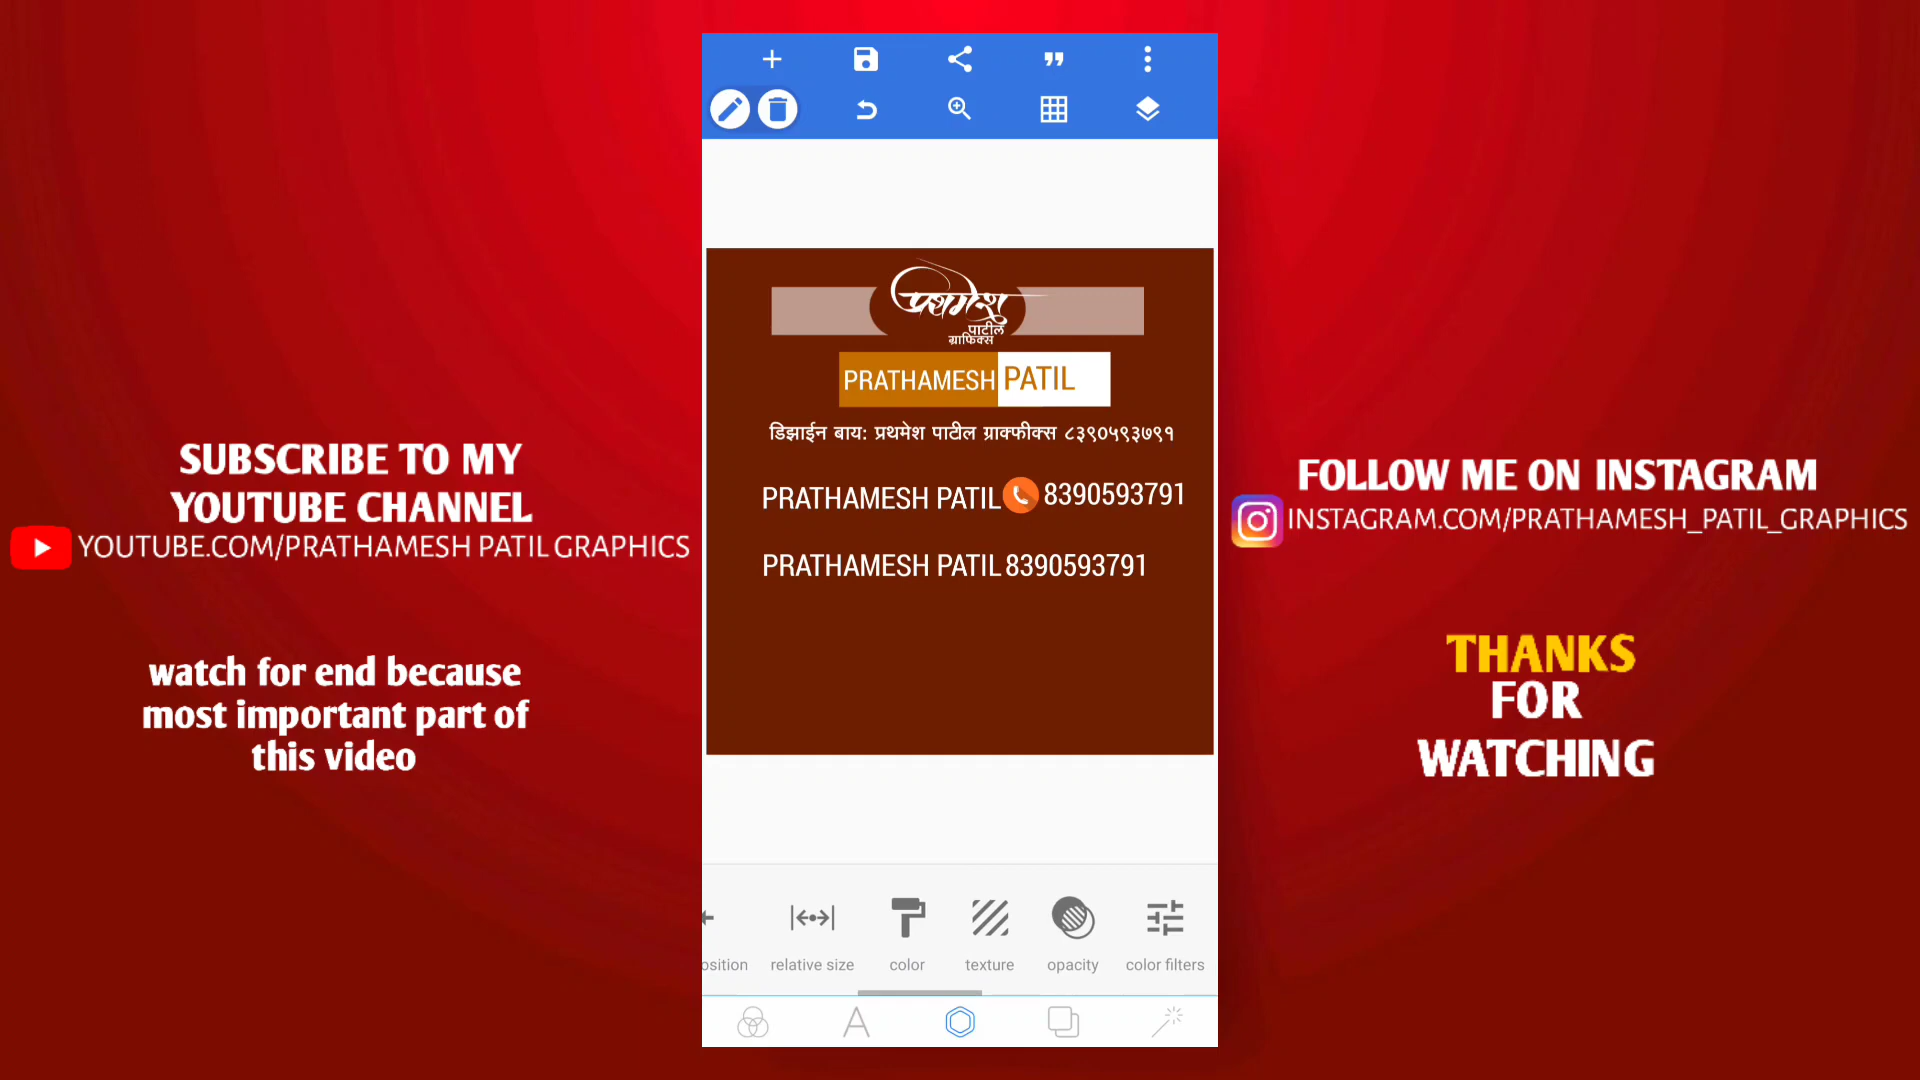 SUBSCRIBE TO MY
YOUTUBE CHANNEL
YOUTUBE.COM/PRATHAMESH PATIL GRAPHICS
watch for end because
most important part of
this video
प्रथमेश
पाटील
ग्राफिक्स
PRATHAMESH PATIL
डिझाईन बाय: प्रथमेश पाटील ग्राक्फीक्स ८३९०५९३७९१
PRATHAMESH PATIL 8390593791
PRATHAMESH PATIL 8390593791
osition relative size color texture opacity color filters
FOLLOW ME ON INSTAGRAM
INSTAGRAM.COM/PRATHAMESH_PATIL_GRAPHICS
THANKS
FOR
WATCHING